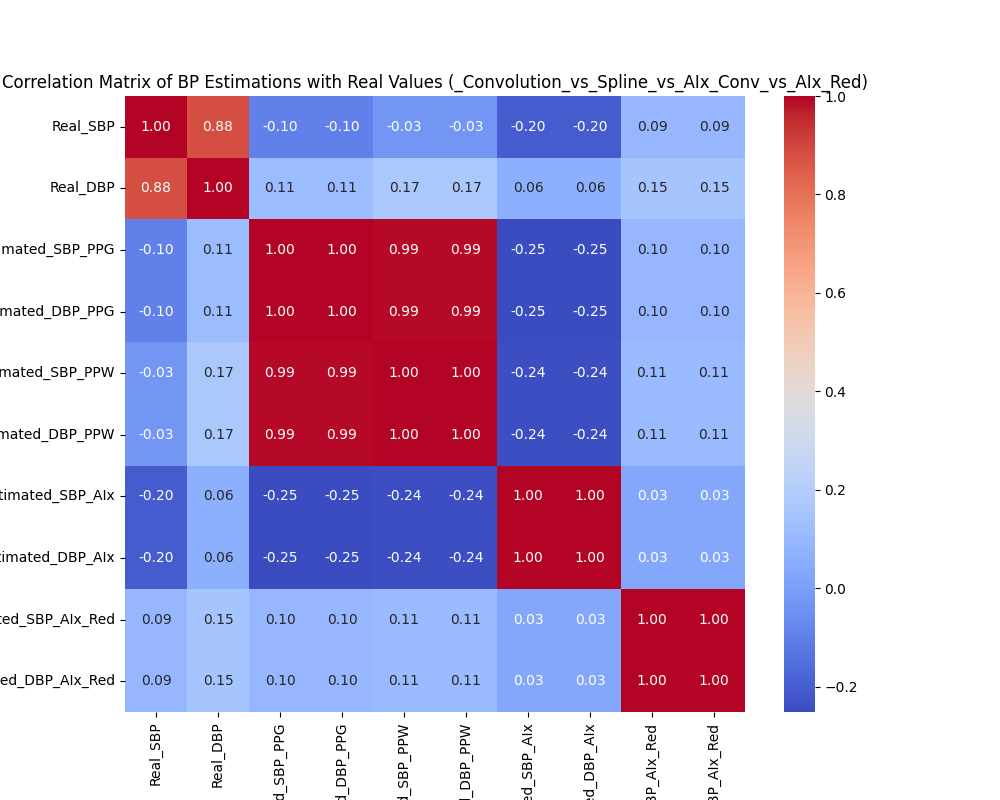 Correlation Matrix of BP Estimations with Real Values (_Convolution_vs_Spline_vs_AIx_Conv_vs_AIx_Red)
1.0
Real_SBP 1.00 0.88 -0.10 -0.10 -0.03 -0.03 -0.20 -0.20 0.09 0.09
0.8
Real_DBP 0.88 1.00 0.11 0.11 0.17 0.17 0.06 0.06 0.15 0.15
mated_SBP_PPG -0.10 0.11 1.00 1.00 0.99 0.99 -0.25 -0.25 0.10 0.10
0.6
mated_DBP_PPG -0.10 0.11 1.00 1.00 0.99 0.99 -0.25 -0.25 0.10 0.10
mated_SBP_PPW -0.03 0.17 0.99 0.99 1.00 1.00 -0.24 -0.24 0.11 0.11
0.4
mated_DBP_PPW -0.03 0.17 0.99 0.99 1.00 1.00 -0.24 -0.24 0.11 0.11
0.2
timated_SBP_AIx -0.20 0.06 -0.25 -0.25 -0.24 -0.24 1.00 1.00 0.03 0.03
timated_DBP_AIx -0.20 0.06 -0.25 -0.25 -0.24 -0.24 1.00 1.00 0.03 0.03
0.0
ted_SBP_AIx_Red 0.09 0.15 0.10 0.10 0.11 0.11 0.03 0.03 1.00 1.00
ed_DBP_AIx_Red 0.09 0.15 0.10 0.10 0.11 0.11 0.03 0.03 1.00 1.00
−0.2
Real_SBP
Real_DBP
d_SBP_PPG
d_DBP_PPG
d_SBP_PPW
d_DBP_PPW
ed_SBP_AIx
ed_DBP_AIx
BP_AIx_Red
BP_AIx_Red